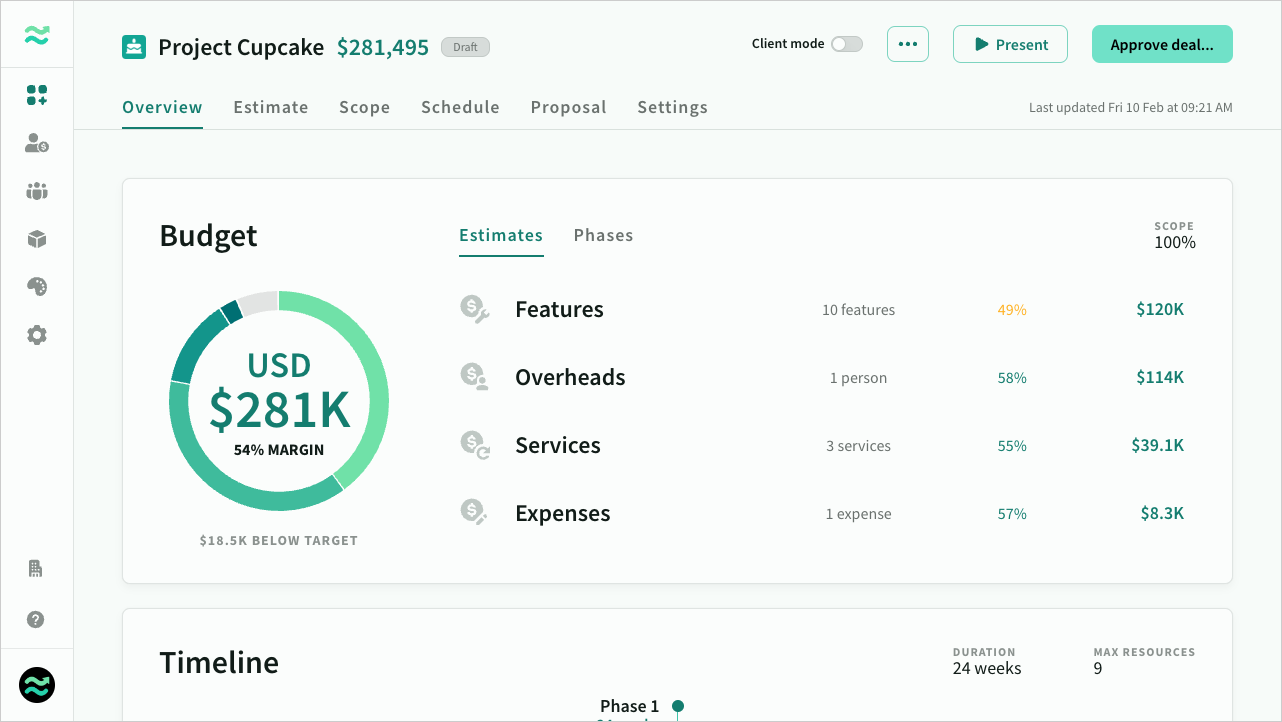 Project Cupcake $281,495 Draft
Client mode
Present
Approve deal...
Overview Estimate Scope Schedule Proposal Settings
Last updated Fri 10 Feb at 09:21 AM
Budget
USD
$281K
54% MARGIN
$18.5K BELOW TARGET
Estimates Phases
SCOPE
100%
Features 10 features 49% $120K
Overheads 1 person 58% $114K
Services 3 services 55% $39.1K
Expenses 1 expense 57% $8.3K
Timeline
DURATION
24 weeks
MAX RESOURCES
9
Phase 1